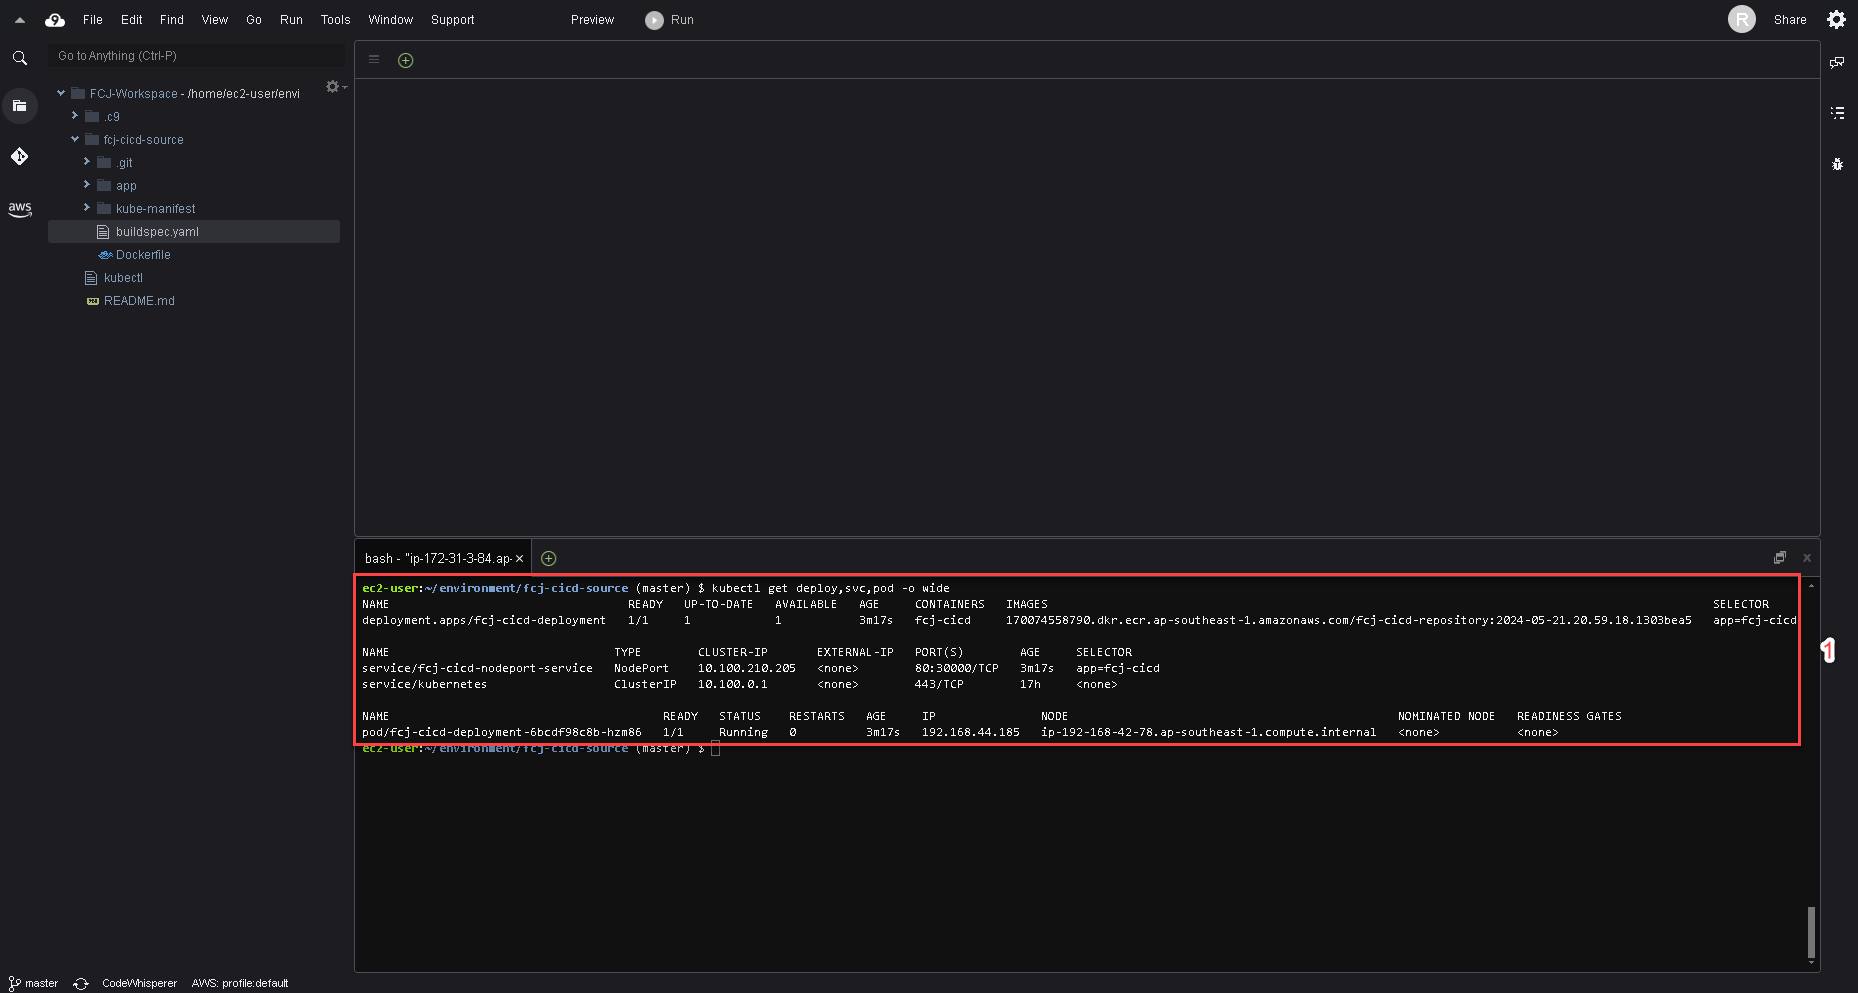 9 File Edit Find View Go Run Tools Window Support Preview Run R Share
Go to Anything (Ctrl-P)
FCJ-Workspace - /home/ec2-user/envi
.c9
fcj-cicd-source
.git
app
kube-manifest
buildspec.yaml
Dockerfile
kubectl
README.md
aws
bash - "ip-172-31-3-84.ap-
ec2-user:~/environment/fcj-cicd-source (master) $ kubectl get deploy,svc,pod -o wide
NAME READY UP-TO-DATE AVAILABLE AGE CONTAINERS IMAGES SELECTOR
deployment.apps/fcj-cicd-deployment 1/1 1 1 3m17s fcj-cicd 170074558790.dkr.ecr.ap-southeast-1.amazonaws.com/fcj-cicd-repository:2024-05-21.20.59.18.1303bea5 app=fcj-cicd
NAME TYPE CLUSTER-IP EXTERNAL-IP PORT(S) AGE SELECTOR
service/fcj-cicd-nodeport-service NodePort 10.100.210.205 <none> 80:30000/TCP 3m17s app=fcj-cicd
service/kubernetes ClusterIP 10.100.0.1 <none> 443/TCP 17h <none>
NAME READY STATUS RESTARTS AGE IP NODE NOMINATED NODE READINESS GATES
pod/fcj-cicd-deployment-6bcdf98c8b-hzm86 1/1 Running 0 3m17s 192.168.44.185 ip-192-168-42-78.ap-southeast-1.compute.internal <none> <none>
ec2-user:~/environment/fcj-cicd-source (master) $
1
master CodeWhisperer AWS: profile:default